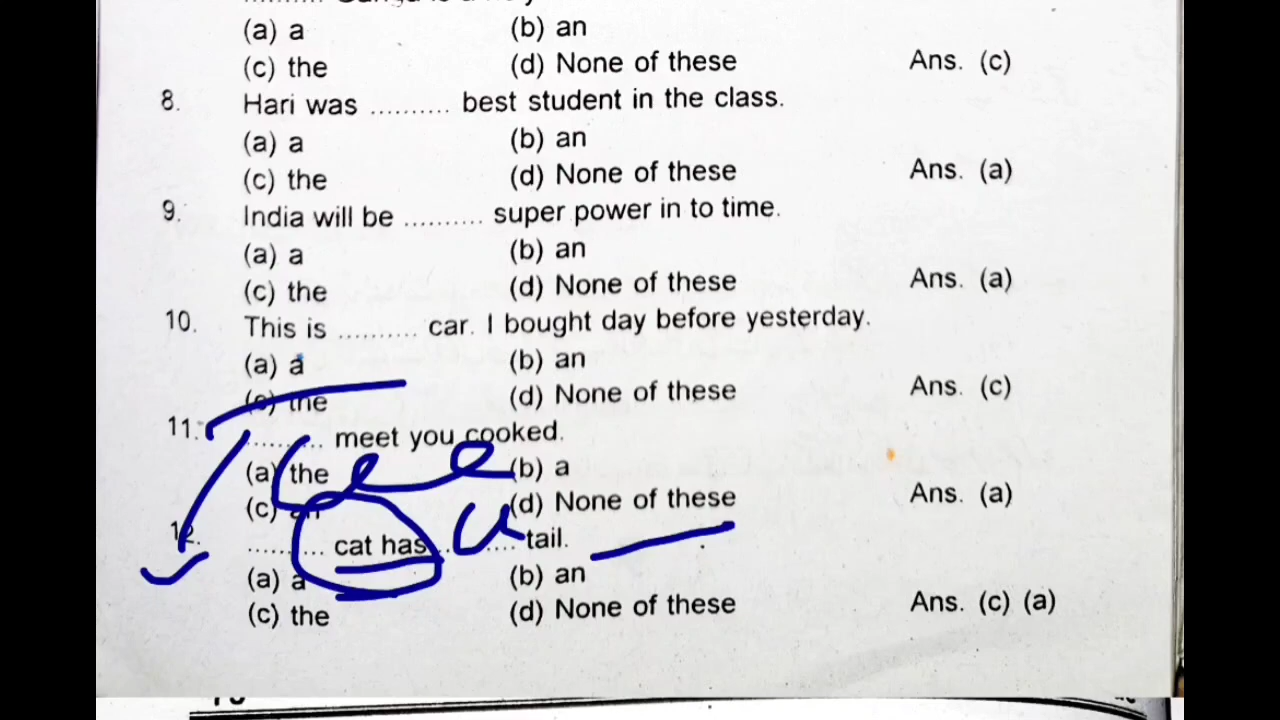 (a) a (b) an
(c) the (d) None of these Ans. (c)
8. Hari was .......... best student in the class.
(a) a (b) an
(c) the (d) None of these Ans. (a)
9. India will be .......... super power in to time.
(a) a (b) an
(c) the (d) None of these Ans. (a)
10. This is .......... car. I bought day before yesterday.
(a) a (b) an
(c) the (d) None of these Ans. (c)
11. .......... meet you cooked.
(a) the (b) a
(c) an (d) None of these Ans. (a)
12. .......... cat has .......... tail.
(a) a (b) an
(c) the (d) None of these Ans. (c) (a)